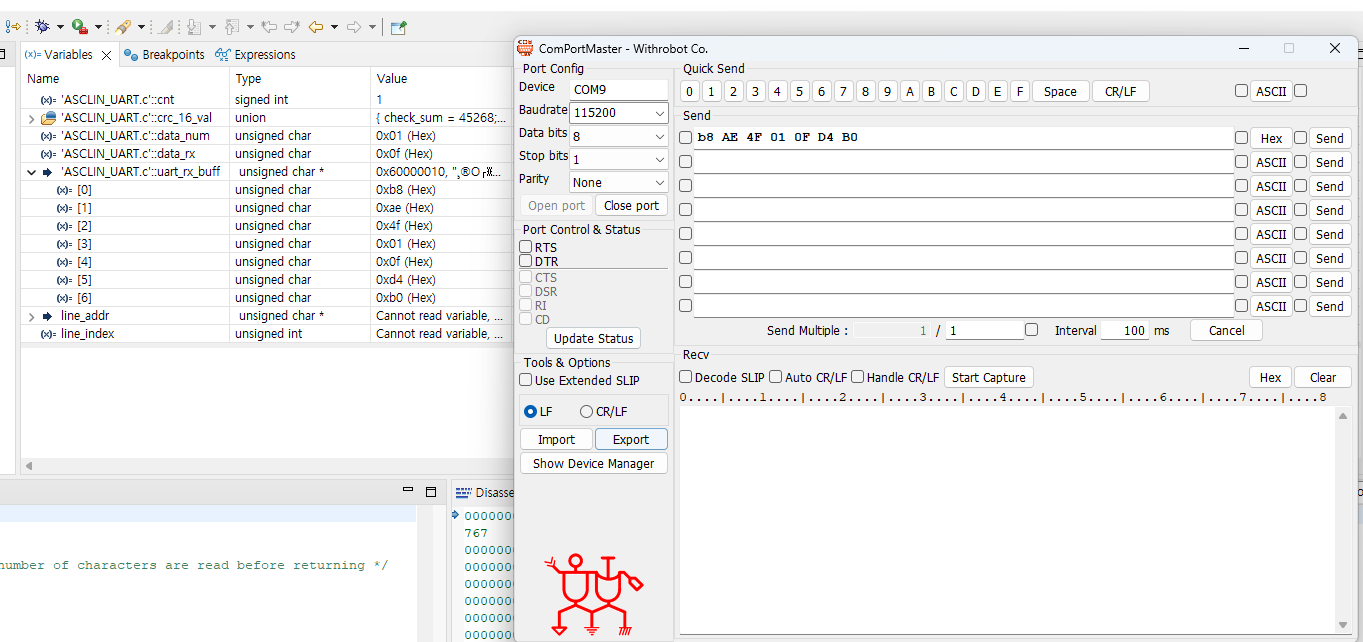 ComPortMaster - Withrobot Co.
(x)= Variables
Breakpoints
Expressions
Name Type Value
(x)= 'ASCLIN_UART.c'::cnt signed int 1
'ASCLIN_UART.c'::crc_16_val union { check_sum = 45268;...
(x)= 'ASCLIN_UART.c'::data_num unsigned char 0x01 (Hex)
(x)= 'ASCLIN_UART.c'::data_rx unsigned char 0x0f (Hex)
'ASCLIN_UART.c'::uart_rx_buff unsigned char * 0x60000010,
(x)= [0] unsigned char 0xb8 (Hex)
(x)= [1] unsigned char 0xae (Hex)
(x)= [2] unsigned char 0x4f (Hex)
(x)= [3] unsigned char 0x01 (Hex)
(x)= [4] unsigned char 0x0f (Hex)
(x)= [5] unsigned char 0xd4 (Hex)
(x)= [6] unsigned char 0xb0 (Hex)
line_addr unsigned char * Cannot read variable, ...
(x)= line_index unsigned int Cannot read variable, ...
Port Config
Device COM9
Baudrate 115200
Data bits 8
Stop bits 1
Parity None
Open port Close port
Port Control & Status
RTS
DTR
CTS
DSR
RI
CD
Update Status
Tools & Options
Use Extended SLIP
LF CR/LF
Import Export
Show Device Manager
Quick Send
0 1 2 3 4 5 6 7 8 9 A B C D E F Space CR/LF ASCII
Send
b8 AE 4F 01 0F D4 B0 Hex Send
ASCII Send
ASCII Send
ASCII Send
ASCII Send
ASCII Send
ASCII Send
ASCII Send
Send Multiple : 1 / 1 Interval 100 ms Cancel
Recv
Decode SLIP Auto CR/LF Handle CR/LF Start Capture Hex Clear
0....|....1....|....2....|....3....|....4....|....5....|....6....|....7....|....8
number of characters are read before returning */
Disasse
0000000
767
0000000
0000000
0000000
0000000
0000000
0000000